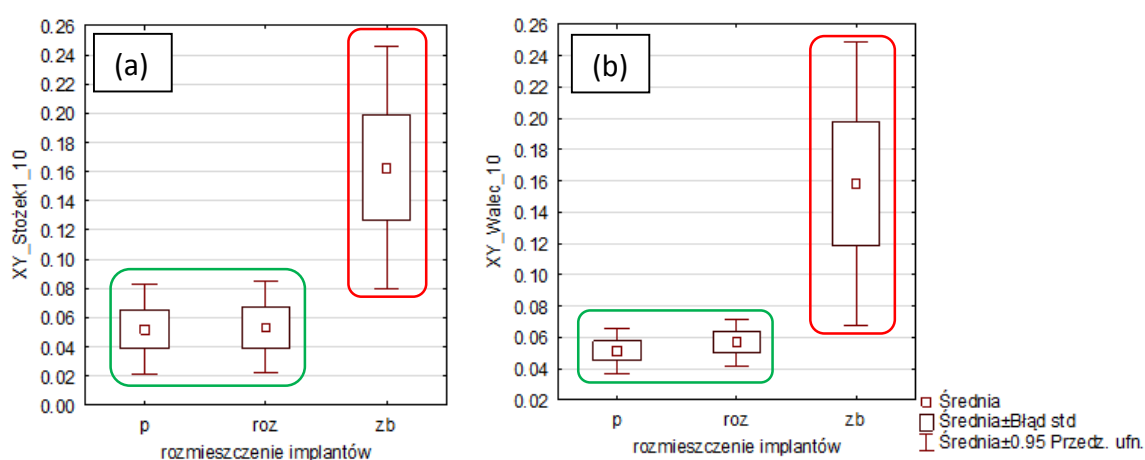 (a)
XY_Stożek1_10
0.26
0.24
0.22
0.20
0.18
0.16
0.14
0.12
0.10
0.08
0.06
0.04
0.02
0.00
p roz zb
rozmieszczenie implantów
(b)
XY_Walec_10
0.26
0.24
0.22
0.20
0.18
0.16
0.14
0.12
0.10
0.08
0.06
0.04
0.02
p roz zb
rozmieszczenie implantów
Średnia
Średnia±Błąd std
Średnia±0.95 Przedz. ufn.